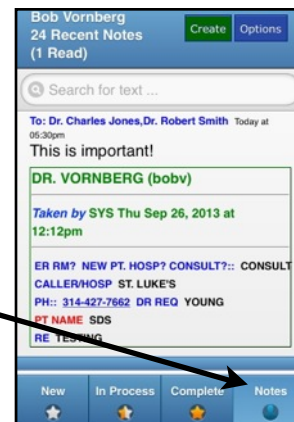 Bob Vornberg
24 Recent Notes
(1 Read)
Create
Options
Search for text ...
To: Dr. Charles Jones,Dr. Robert Smith Today at
05:30pm
This is important!
DR. VORNBERG (bobv)
Taken by SYS Thu Sep 26, 2013 at
12:12pm
ER RM? NEW PT. HOSP? CONSULT?:: CONSULT
CALLER/HOSP ST. LUKE'S
PH:: 314-427-7662 DR REQ YOUNG
PT NAME SDS
RE TESTING
New
In Process
Complete
Notes